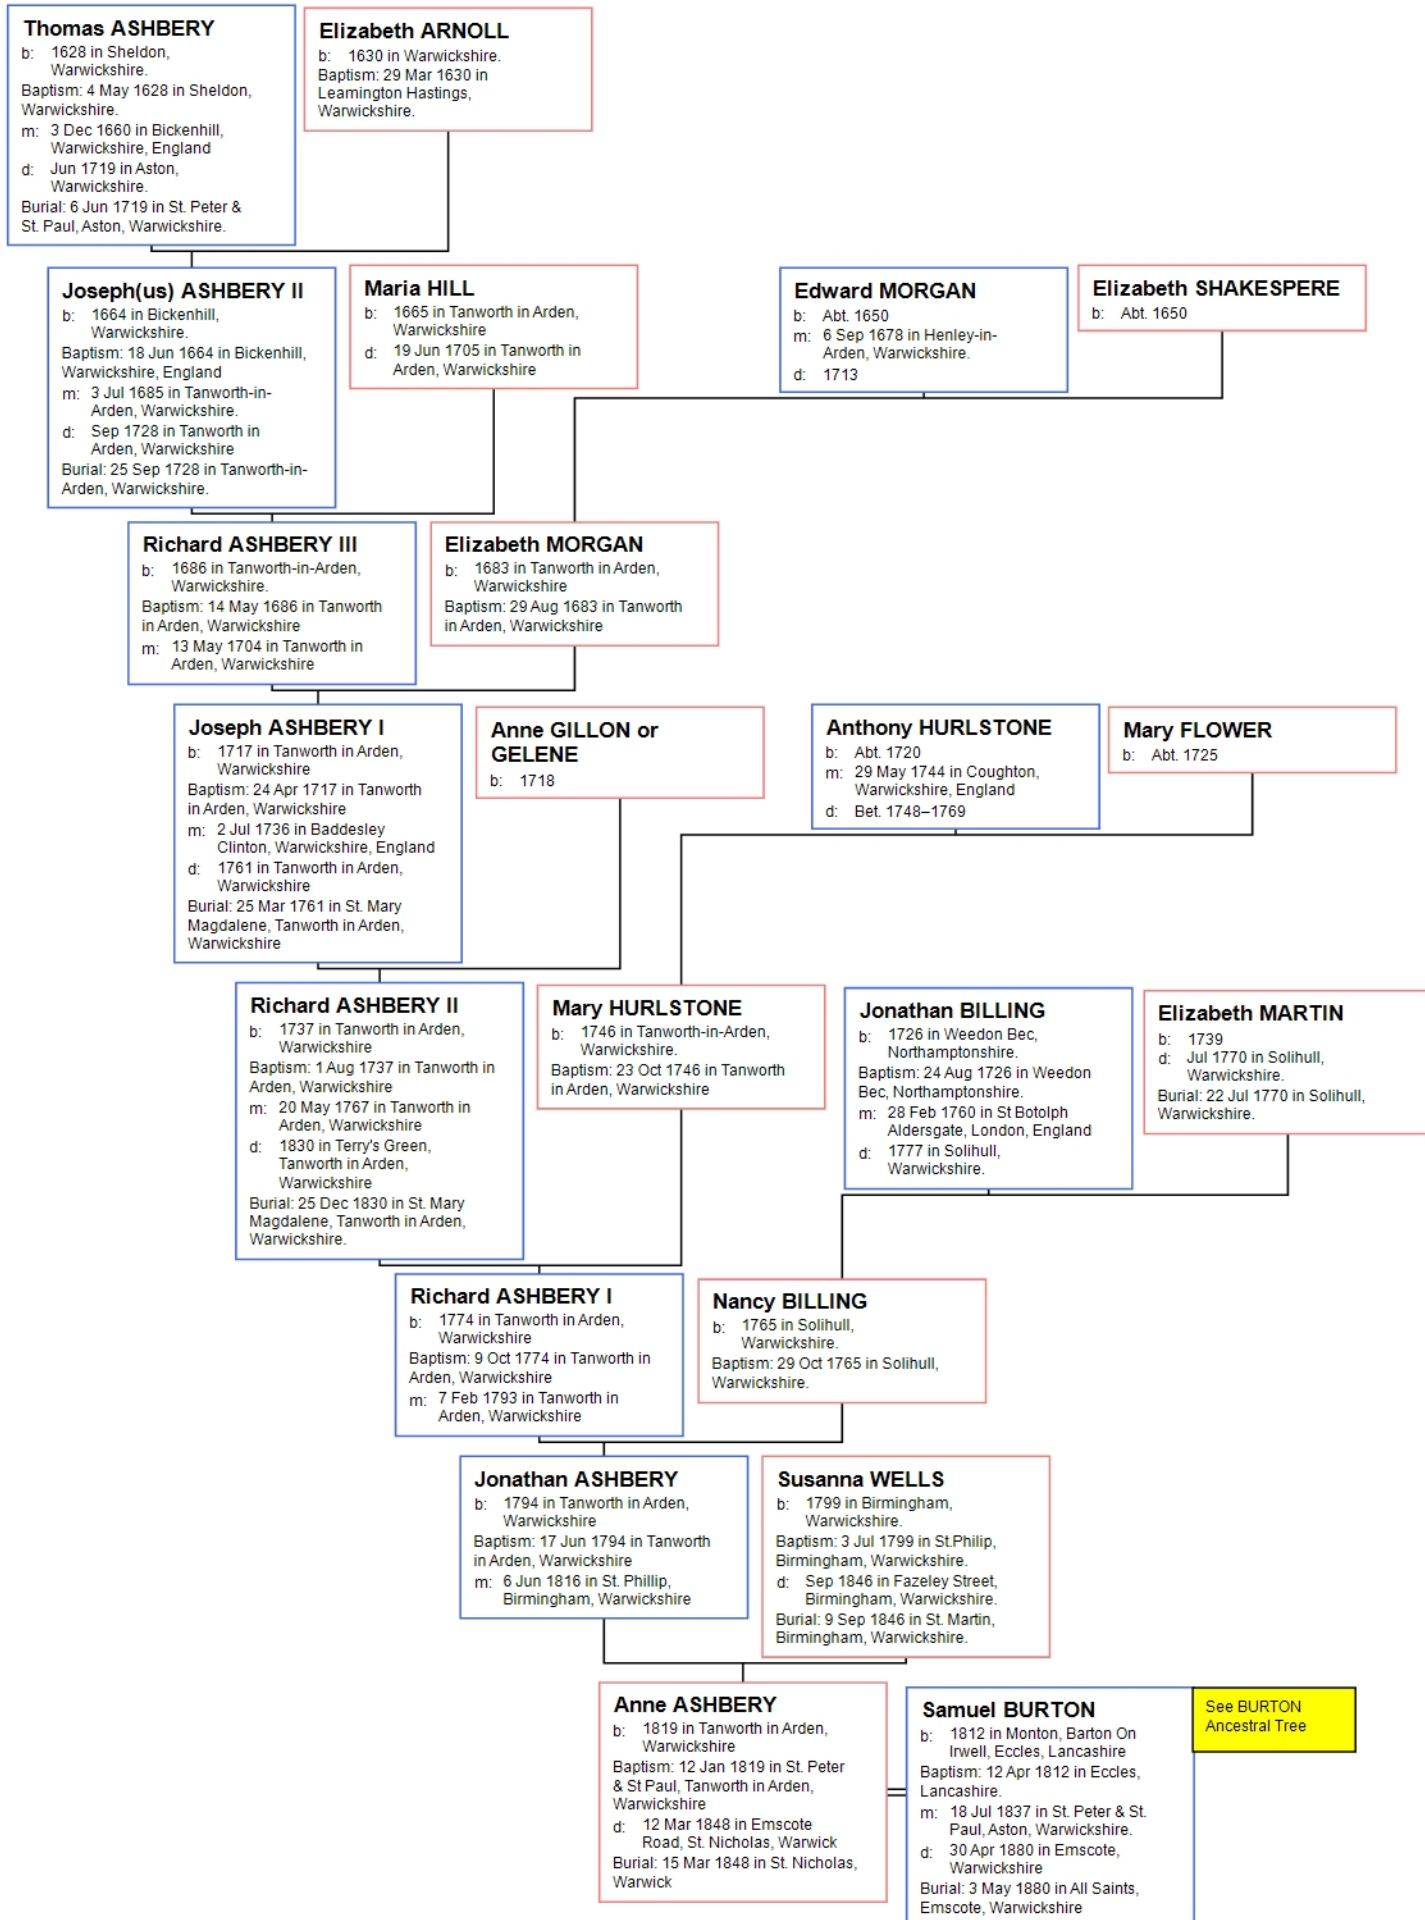 Thomas ASHBERY
b: 1628 in Sheldon,
Warwickshire.
Baptism: 4 May 1628 in Sheldon,
Warwickshire.
m: 3 Dec 1660 in Bickenhill,
Warwickshire, England
d: Jun 1719 in Aston,
Warwickshire.
Burial: 6 Jun 1719 in St. Peter &
St. Paul, Aston, Warwickshire.
Elizabeth ARNOLL
b: 1630 in Warwickshire.
Baptism: 29 Mar 1630 in
Leamington Hastings,
Warwickshire.
Joseph(us) ASHBERY II
b: 1664 in Bickenhill,
Warwickshire.
Baptism: 18 Jun 1664 in Bickenhill,
Warwickshire, England
m: 3 Jul 1685 in Tanworth-in-
Arden, Warwickshire.
d: Sep 1728 in Tanworth in
Arden, Warwickshire
Burial: 25 Sep 1728 in Tanworth-in-
Arden, Warwickshire.
Maria HILL
b: 1665 in Tanworth in Arden,
Warwickshire
d: 19 Jun 1705 in Tanworth in
Arden, Warwickshire
Edward MORGAN
b: Abt. 1650
m: 6 Sep 1678 in Henley-in-
Arden, Warwickshire.
d: 1713
Elizabeth SHAKESPERE
b: Abt. 1650
Richard ASHBERY III
b: 1686 in Tanworth-in-Arden,
Warwickshire.
Baptism: 14 May 1686 in Tanworth
in Arden, Warwickshire
m: 13 May 1704 in Tanworth in
Arden, Warwickshire
Elizabeth MORGAN
b: 1683 in Tanworth in Arden,
Warwickshire
Baptism: 29 Aug 1683 in Tanworth
in Arden, Warwickshire
Joseph ASHBERY I
b: 1717 in Tanworth in Arden,
Warwickshire
Baptism: 24 Apr 1717 in Tanworth
in Arden, Warwickshire
m: 2 Jul 1736 in Baddesley
Clinton, Warwickshire, England
d: 1761 in Tanworth in Arden,
Warwickshire
Burial: 25 Mar 1761 in St. Mary
Magdalene, Tanworth in Arden,
Warwickshire
Anne GILLON or
GELENE
b: 1718
Anthony HURLSTONE
b: Abt. 1720
m: 29 May 1744 in Coughton,
Warwickshire, England
d: Bet. 1748–1769
Mary FLOWER
b: Abt. 1725
Richard ASHBERY II
b: 1737 in Tanworth in Arden,
Warwickshire
Baptism: 1 Aug 1737 in Tanworth in
Arden, Warwickshire
m: 20 May 1767 in Tanworth in
Arden, Warwickshire
d: 1830 in Terry's Green,
Tanworth in Arden,
Warwickshire
Burial: 25 Dec 1830 in St. Mary
Magdalene, Tanworth in Arden,
Warwickshire.
Mary HURLSTONE
b: 1746 in Tanworth-in-Arden,
Warwickshire.
Baptism: 23 Oct 1746 in Tanworth
in Arden, Warwickshire
Jonathan BILLING
b: 1726 in Weedon Bec,
Northamptonshire.
Baptism: 24 Aug 1726 in Weedon
Bec, Northamptonshire.
m: 28 Feb 1760 in St Botolph
Aldersgate, London, England
d: 1777 in Solihull,
Warwickshire.
Elizabeth MARTIN
b: 1739
d: Jul 1770 in Solihull,
Warwickshire.
Burial: 22 Jul 1770 in Solihull,
Warwickshire.
Richard ASHBERY I
b: 1774 in Tanworth in Arden,
Warwickshire
Baptism: 9 Oct 1774 in Tanworth in
Arden, Warwickshire
m: 7 Feb 1793 in Tanworth in
Arden, Warwickshire
Nancy BILLING
b: 1765 in Solihull,
Warwickshire.
Baptism: 29 Oct 1765 in Solihull,
Warwickshire.
Jonathan ASHBERY
b: 1794 in Tanworth in Arden,
Warwickshire
Baptism: 17 Jun 1794 in Tanworth
in Arden, Warwickshire
m: 6 Jun 1816 in St. Phillip,
Birmingham, Warwickshire
Susanna WELLS
b: 1799 in Birmingham,
Warwickshire.
Baptism: 3 Jul 1799 in St.Philip,
Birmingham, Warwickshire.
d: Sep 1846 in Fazeley Street,
Birmingham, Warwickshire.
Burial: 9 Sep 1846 in St. Martin,
Birmingham, Warwickshire.
Anne ASHBERY
b: 1819 in Tanworth in Arden,
Warwickshire
Baptism: 12 Jan 1819 in St. Peter
& St Paul, Tanworth in Arden,
Warwickshire
d: 12 Mar 1848 in Emscote
Road, St. Nicholas, Warwick
Burial: 15 Mar 1848 in St. Nicholas,
Warwick
Samuel BURTON
b: 1812 in Monton, Barton On
Irwell, Eccles, Lancashire
Baptism: 12 Apr 1812 in Eccles,
Lancashire.
m: 18 Jul 1837 in St. Peter & St.
Paul, Aston, Warwickshire.
d: 30 Apr 1880 in Emscote,
Warwickshire
Burial: 3 May 1880 in All Saints,
Emscote, Warwickshire
See BURTON
Ancestral Tree